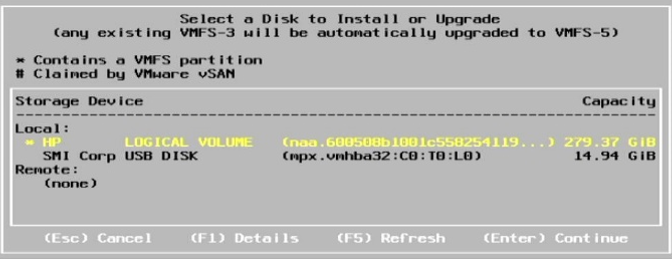 Select a Disk to Install or Upgrade
(any existing VMFS-3 will be automatically upgraded to VMFS-5)
* Contains a VMFS partition
# Claimed by VMware vSAN
Storage Device Capacity
Local:
* HP LOGICAL VOLUME (naa.600508b1001c558254119...) 279.37 GiB
SMI Corp USB DISK (mpx.vmhba32:C0:T0:L0) 14.94 GiB
Remote:
(none)
(Esc) Cancel (F1) Details (F5) Refresh (Enter) Continue